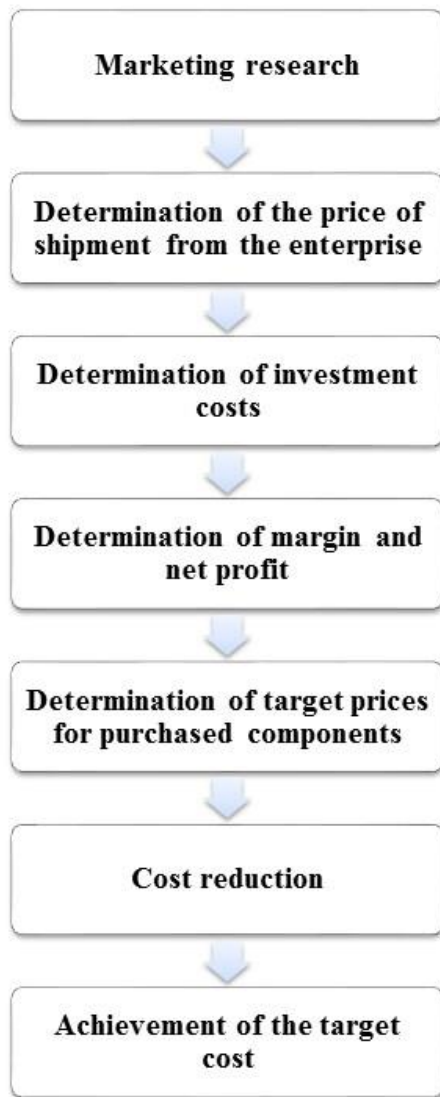 Marketing research
Determination of the price of
shipment from the enterprise
Determination of investment
costs
Determination of margin and
net profit
Determination of target prices
for purchased components
Cost reduction
Achievement of the target
cost